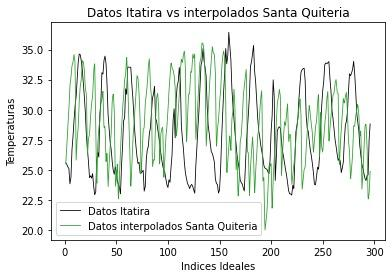 Datos Itatira vs interpolados Santa Quiteria
Temperaturas
35.0
32.5
30.0
27.5
25.0
22.5
20.0
Datos Itatira
Datos interpolados Santa Quiteria
0 50 100 150 200 250 300
Indices Ideales